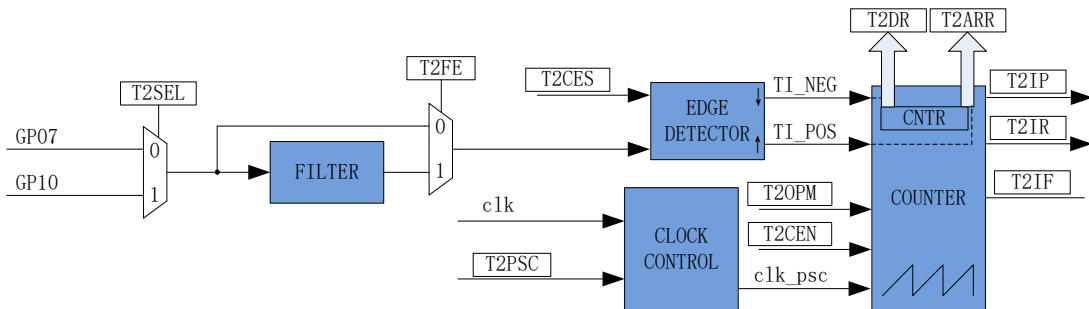 T2DR
T2ARR
T2SEL
T2FE
T2CES
TI_NEG
T2IP
GP07
0
0
EDGE
DETECTOR
CNTR
TI_POS
T2IR
GP10
1
FILTER
1
T2IF
clk
T2OPM
COUNTER
CLOCK
CONTROL
T2CEN
T2PSC
clk_psc